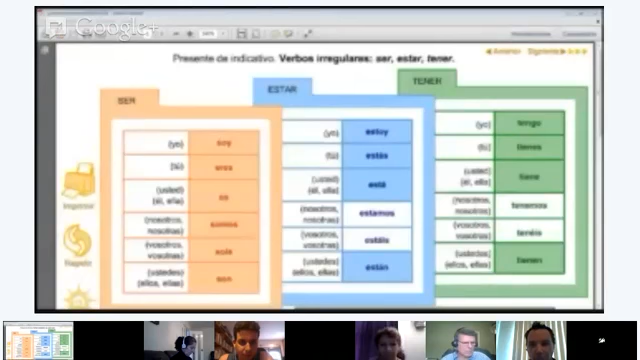 Google+
Presente de indicativo. Verbos irregulares: ser, estar, tener.
Anterior Siguiente
SER
ESTAR
TENER
(yo) soy
(tú) eres
(usted)
(él, ella) es
(nosotros,
nosotras) somos
(vosotros,
vosotras) sois
(ustedes)
(ellos, ellas) son
(yo) estoy
(tú) estás
(usted)
(él, ella) está
(nosotros,
nosotras) estamos
(vosotros,
vosotras) estáis
(ustedes)
(ellos, ellas) están
(yo) tengo
(tú) tienes
(usted)
(él, ella) tiene
(nosotros,
nosotras) tenemos
(vosotros,
vosotras) tenéis
(ustedes)
(ellos, ellas) tienen
Imprimir